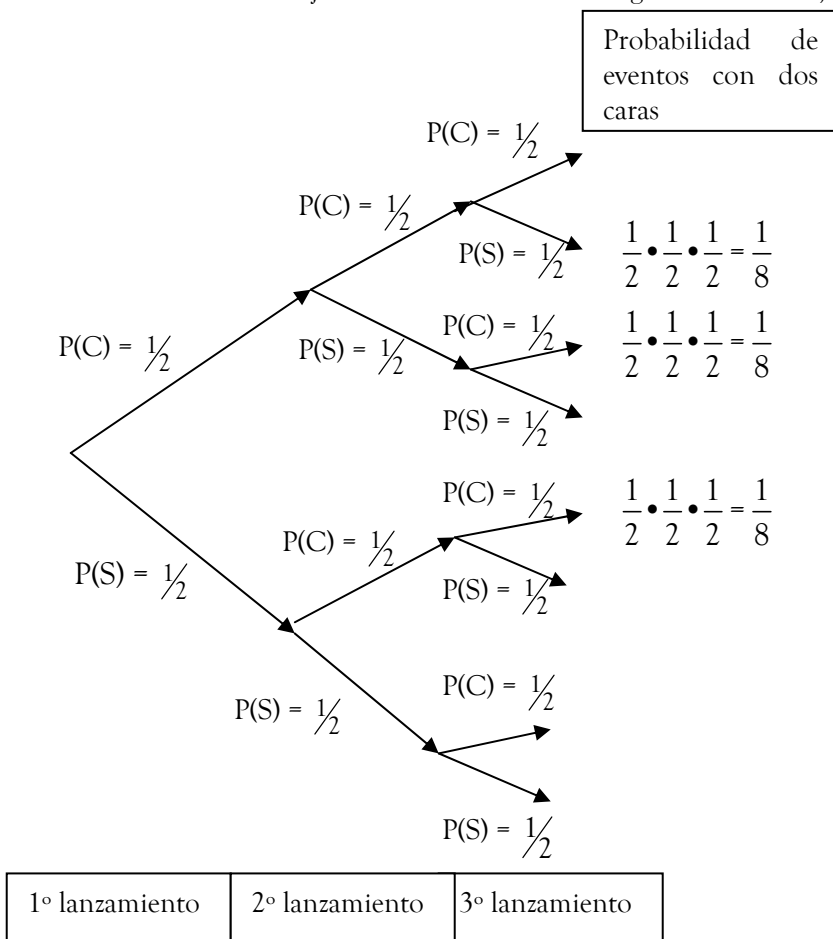 Probabilidad de
eventos con dos
caras
P(C) = 1/2
P(C) = 1/2
P(S) = 1/2
1/2 • 1/2 • 1/2 = 1/8
P(C) = 1/2
P(S) = 1/2
P(C) = 1/2
1/2 • 1/2 • 1/2 = 1/8
P(S) = 1/2
P(C) = 1/2
1/2 • 1/2 • 1/2 = 1/8
P(C) = 1/2
P(S) = 1/2
P(S) = 1/2
P(C) = 1/2
P(S) = 1/2
P(S) = 1/2
1º lanzamiento
2º lanzamiento
3º lanzamiento